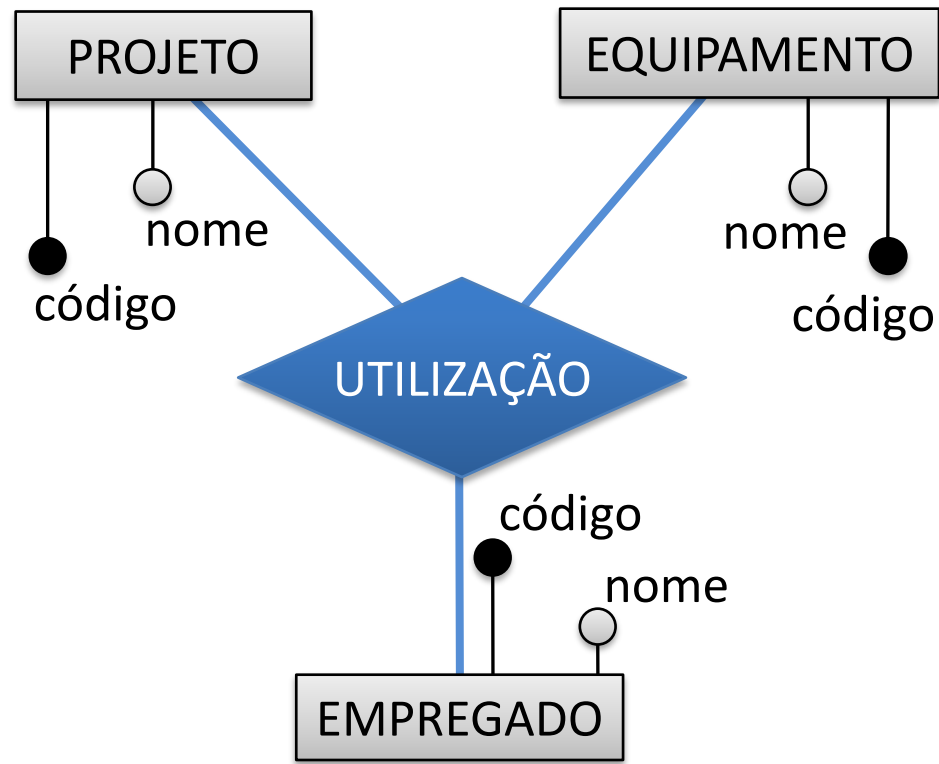 PROJETO
EQUIPAMENTO
nome
nome
código
código
UTILIZAÇÃO
código
nome
EMPREGADO